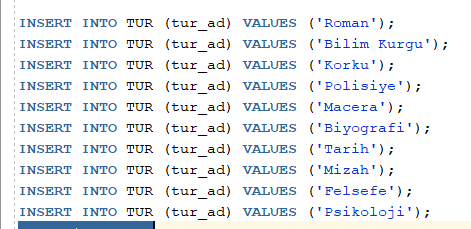 INSERT INTO TUR (tur_ad) VALUES ('Roman');
INSERT INTO TUR (tur_ad) VALUES ('Bilim Kurgu');
INSERT INTO TUR (tur_ad) VALUES ('Korku');
INSERT INTO TUR (tur_ad) VALUES ('Polisiye');
INSERT INTO TUR (tur_ad) VALUES ('Macera');
INSERT INTO TUR (tur_ad) VALUES ('Biyografi');
INSERT INTO TUR (tur_ad) VALUES ('Tarih');
INSERT INTO TUR (tur_ad) VALUES ('Mizah');
INSERT INTO TUR (tur_ad) VALUES ('Felsefe');
INSERT INTO TUR (tur_ad) VALUES ('Psikoloji');